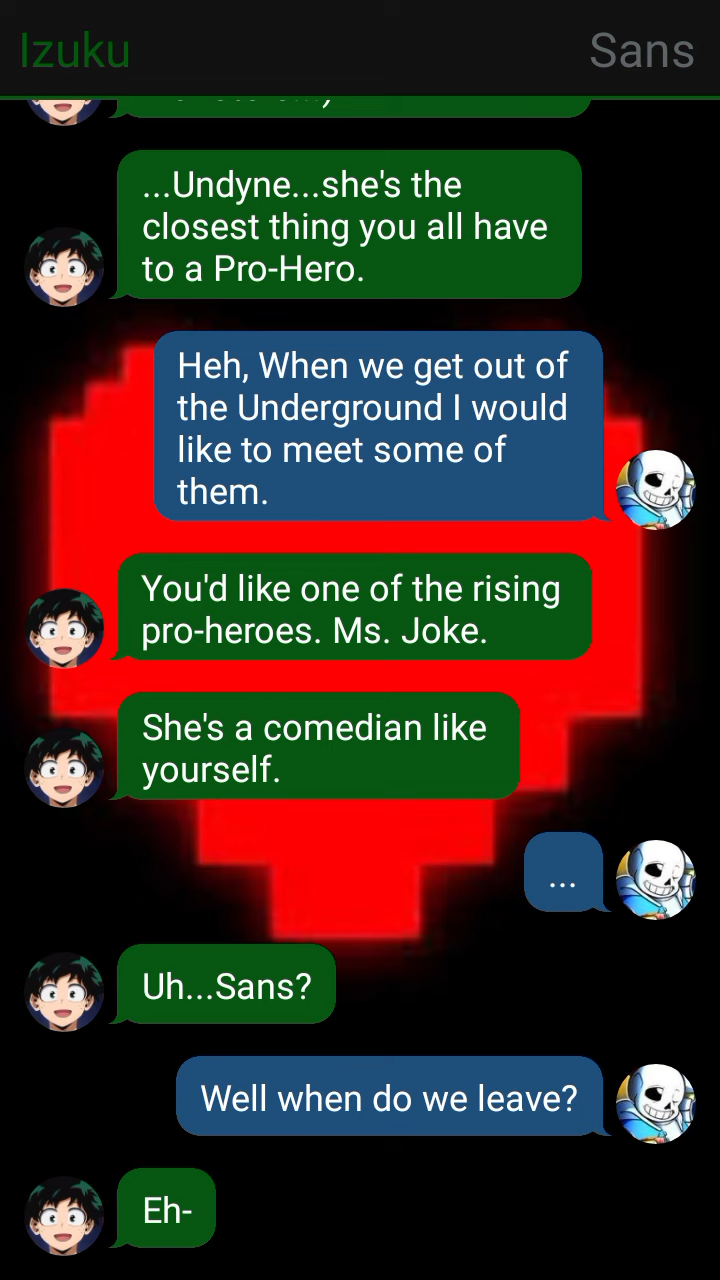 Izuku
Sans
...Undyne...she's the
closest thing you all have
to a Pro-Hero.
Heh, When we get out of
the Underground I would
like to meet some of
them.
You'd like one of the rising
pro-heroes. Ms. Joke.
She's a comedian like
yourself.
...
Uh...Sans?
Well when do we leave?
Eh-